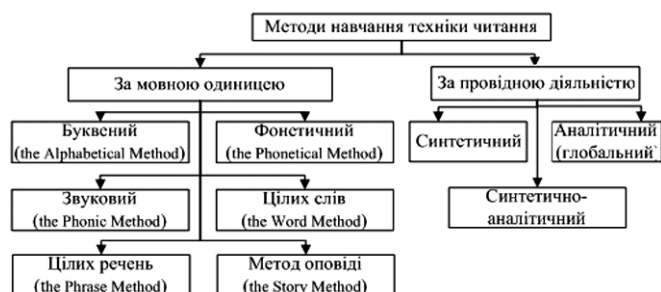 Методи навчання техніки читання
За мовною одиницею
За провідною діяльністю
Буквений
(the Alphabetical Method)
Фонетичний
(the Phonetical Method)
Звуковий
(the Phonic Method)
Цілих слів
(the Word Method)
Цілих речень
(the Phrase Method)
Метод оповіді
(the Story Method)
Синтетичний
Аналітичний
(глобальний)
Синтетично-
аналітичний